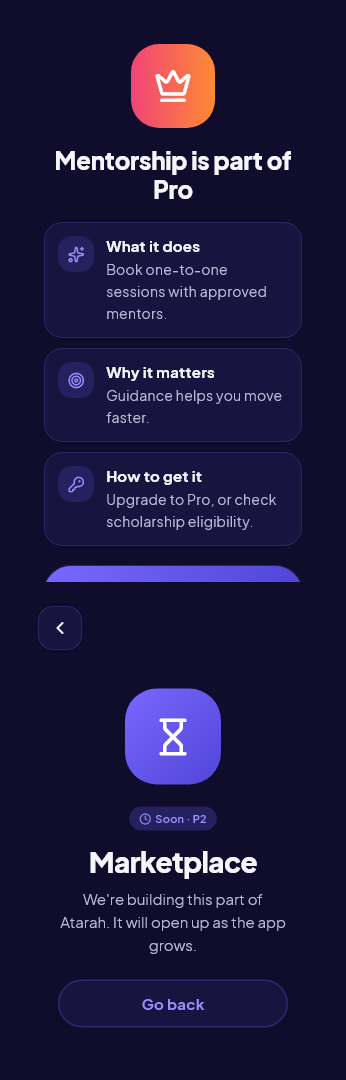 Mentorship is part of
Pro
What it does
Book one-to-one
sessions with approved
mentors.
Why it matters
Guidance helps you move
faster.
How to get it
Upgrade to Pro, or check
scholarship eligibility.
Soon · P2
Marketplace
We're building this part of
Atarah. It will open up as the app
grows.
Go back